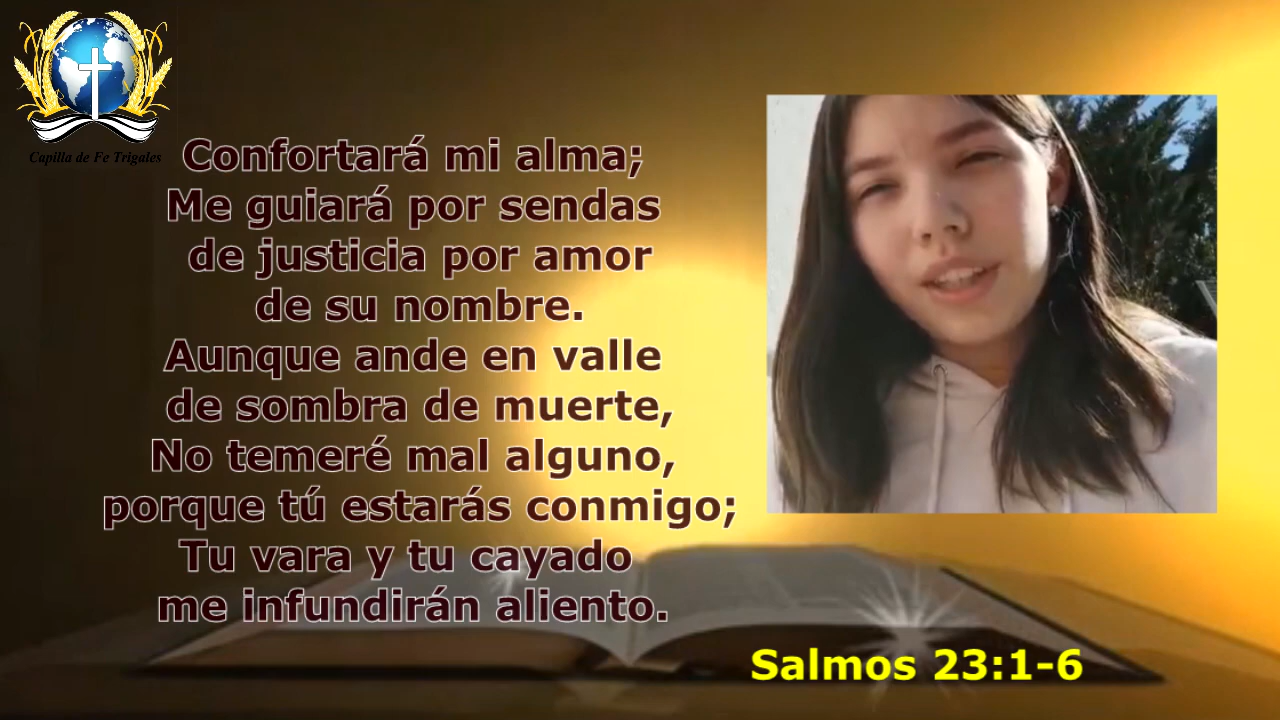 Capilla de Fe Trigales
Confortará mi alma;
Me guiará por sendas
de justicia por amor
de su nombre.
Aunque ande en valle
de sombra de muerte,
No temeré mal alguno,
porque tú estarás conmigo;
Tu vara y tu cayado
me infundirán aliento.
Salmos 23:1-6